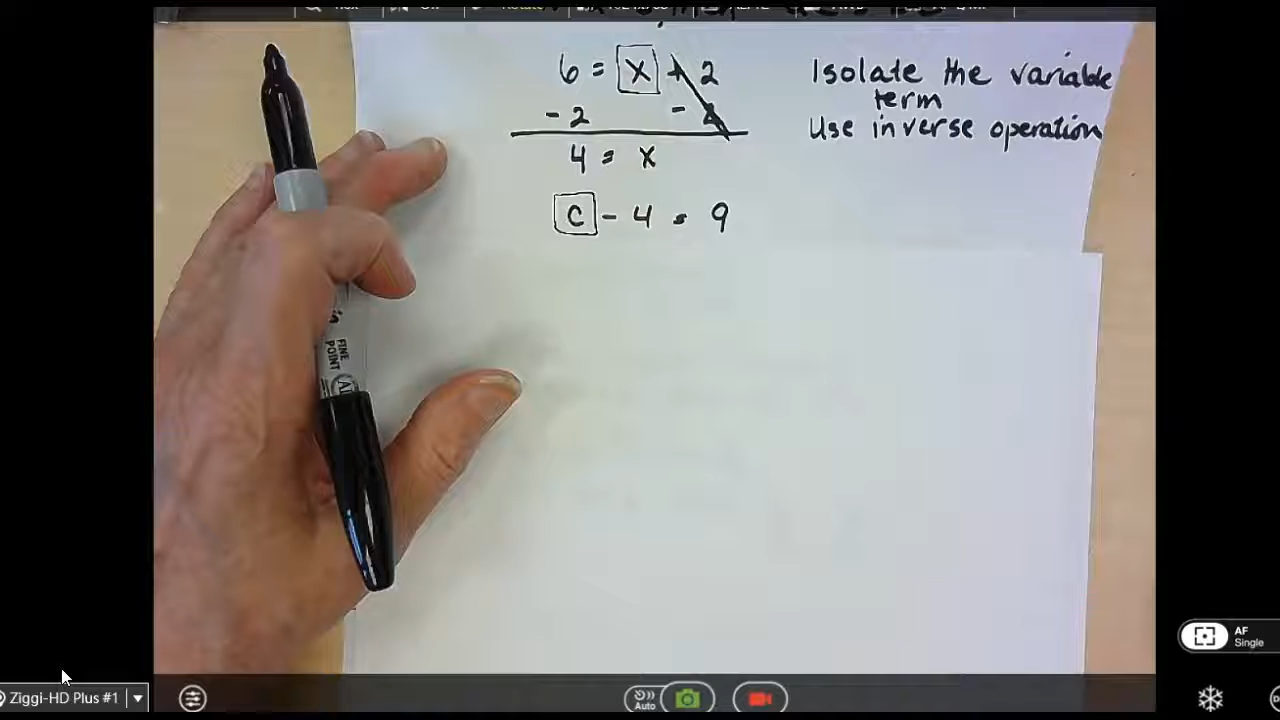 6 = x + 2
Isolate the variable
term
- 2 - 2
Use inverse operation
4 = x
c - 4 = 9
FINE
POINT
AF
Single
Ziggi-HD Plus #1
Auto